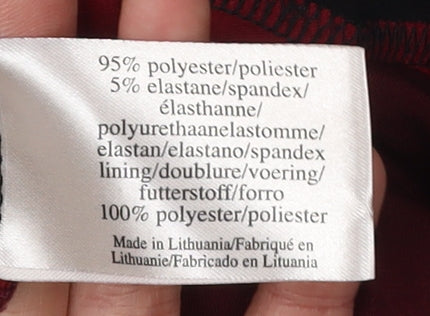 95% polyester/poliester
5% elastane/spandex/
élasthanne/
polyurethaanelastomme/
elastan/elastano/spandex
lining/doublure/voering/
futterstoff/forro
100% polyester/poliester
Made in Lithuania/Fabriqué en
Lithuanie/Fabricado en Lituania